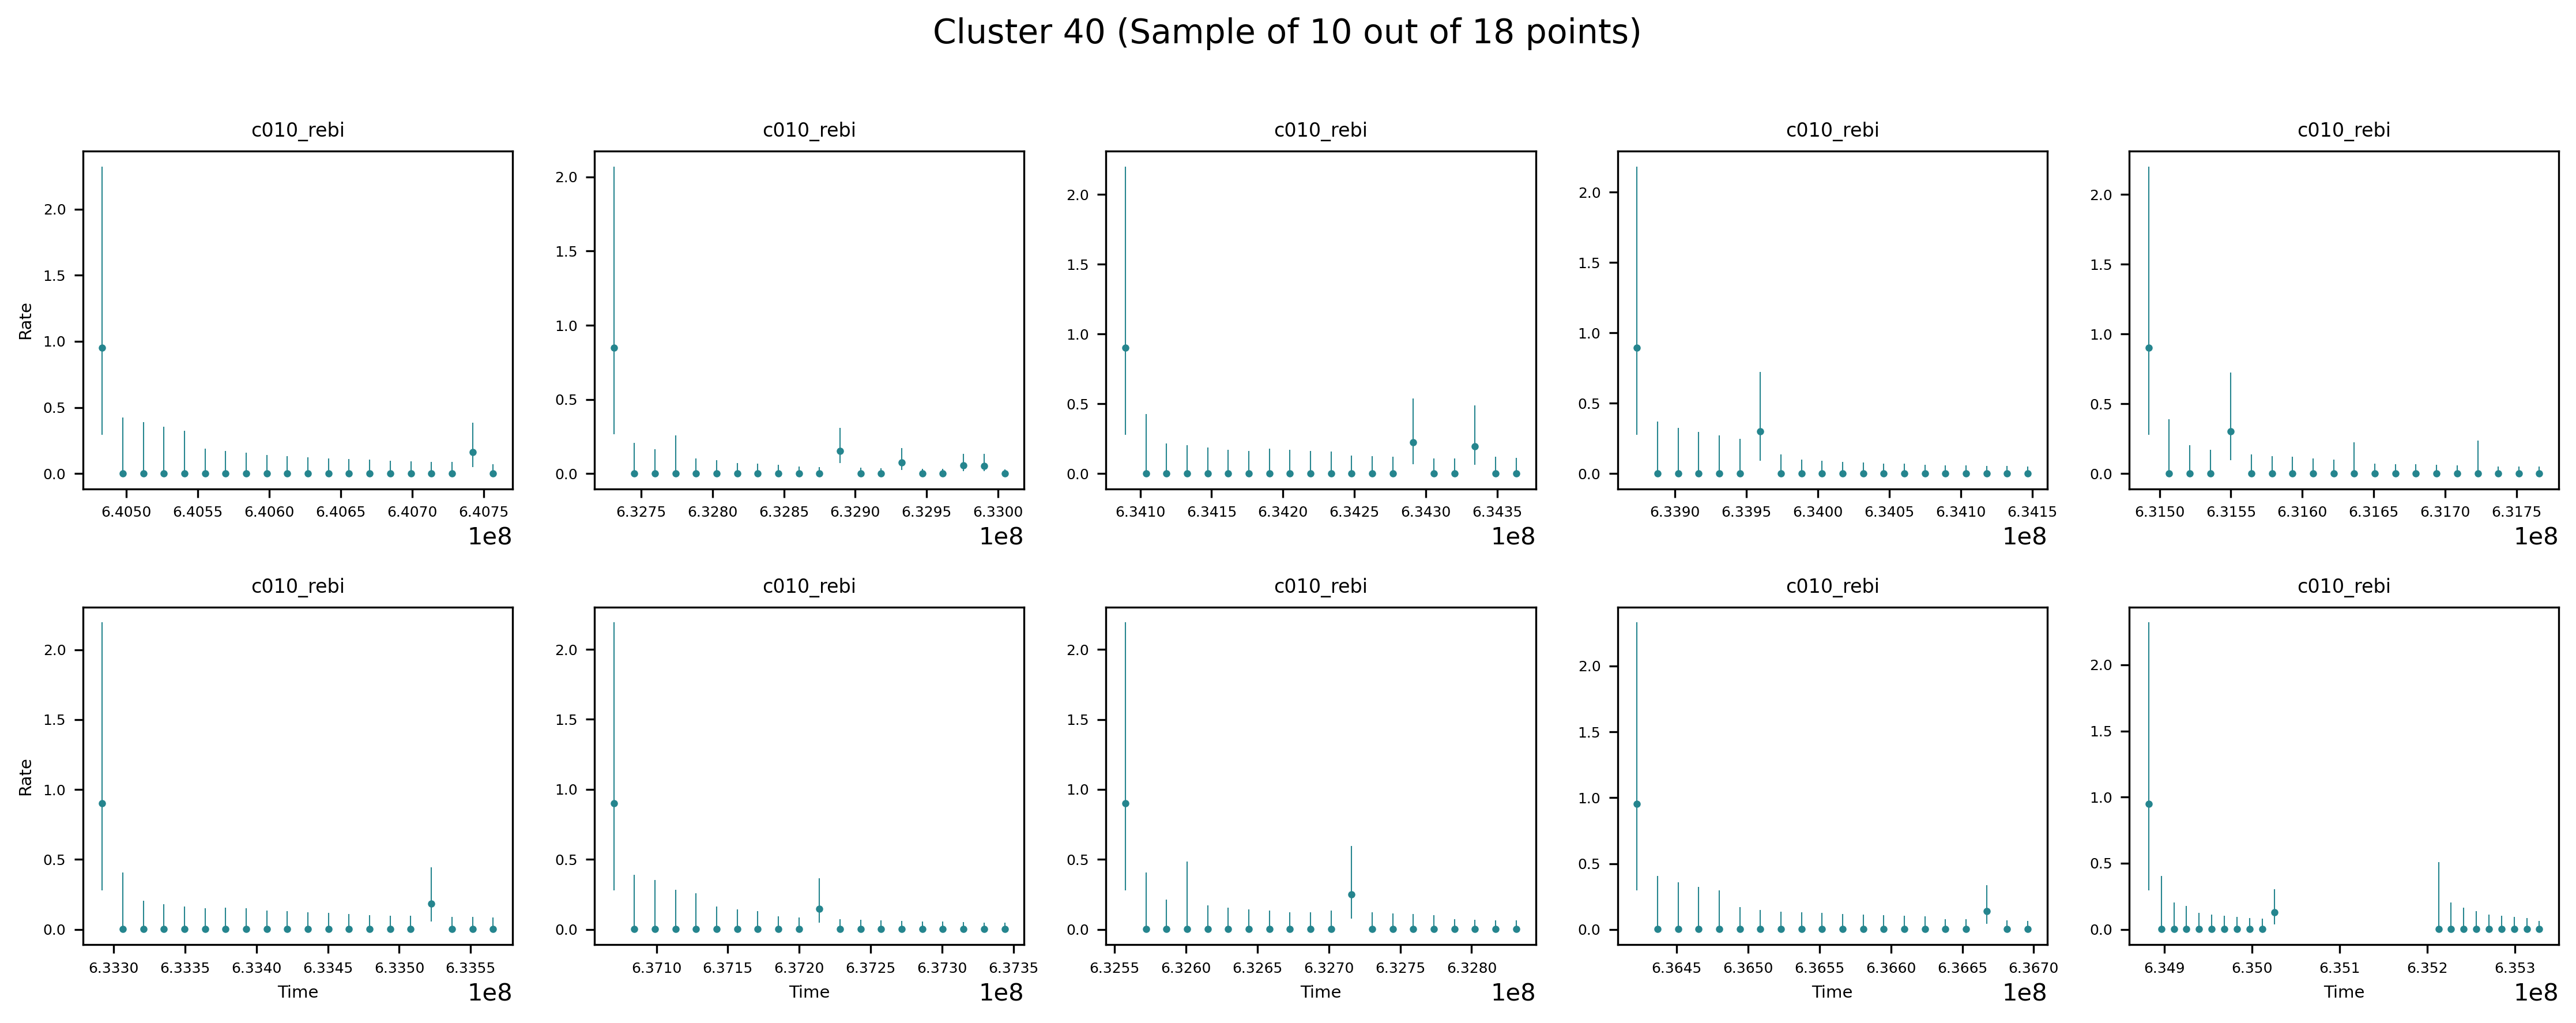 Cluster 40 (Sample of 10 out of 18 points)
c010_rebi c010_rebi c010_rebi c010_rebi c010_rebi
Rate
2.0 2.0 2.0 2.0 2.0
1.5 1.5 1.5 1.5 1.5
1.0 1.0 1.0 1.0 1.0
0.5 0.5 0.5 0.5 0.5
0.0 0.0 0.0 0.0 0.0
6.4050 6.4055 6.4060 6.4065 6.4070 6.4075 6.3275 6.3280 6.3285 6.3290 6.3295 6.3300 6.3410 6.3415 6.3420 6.3425 6.3430 6.3435 6.3390 6.3395 6.3400 6.3405 6.3410 6.3415 6.3150 6.3155 6.3160 6.3165 6.3170 6.3175
1e8 1e8 1e8 1e8 1e8
c010_rebi c010_rebi c010_rebi c010_rebi c010_rebi
Rate
2.0 2.0 2.0 2.0 2.0
1.5 1.5 1.5 1.5 1.5
1.0 1.0 1.0 1.0 1.0
0.5 0.5 0.5 0.5 0.5
0.0 0.0 0.0 0.0 0.0
6.3330 6.3335 6.3340 6.3345 6.3350 6.3355 6.3710 6.3715 6.3720 6.3725 6.3730 6.3735 6.3255 6.3260 6.3265 6.3270 6.3275 6.3280 6.3645 6.3650 6.3655 6.3660 6.3665 6.3670 6.349 6.350 6.351 6.352 6.353
Time 1e8 Time 1e8 Time 1e8 Time 1e8 Time 1e8